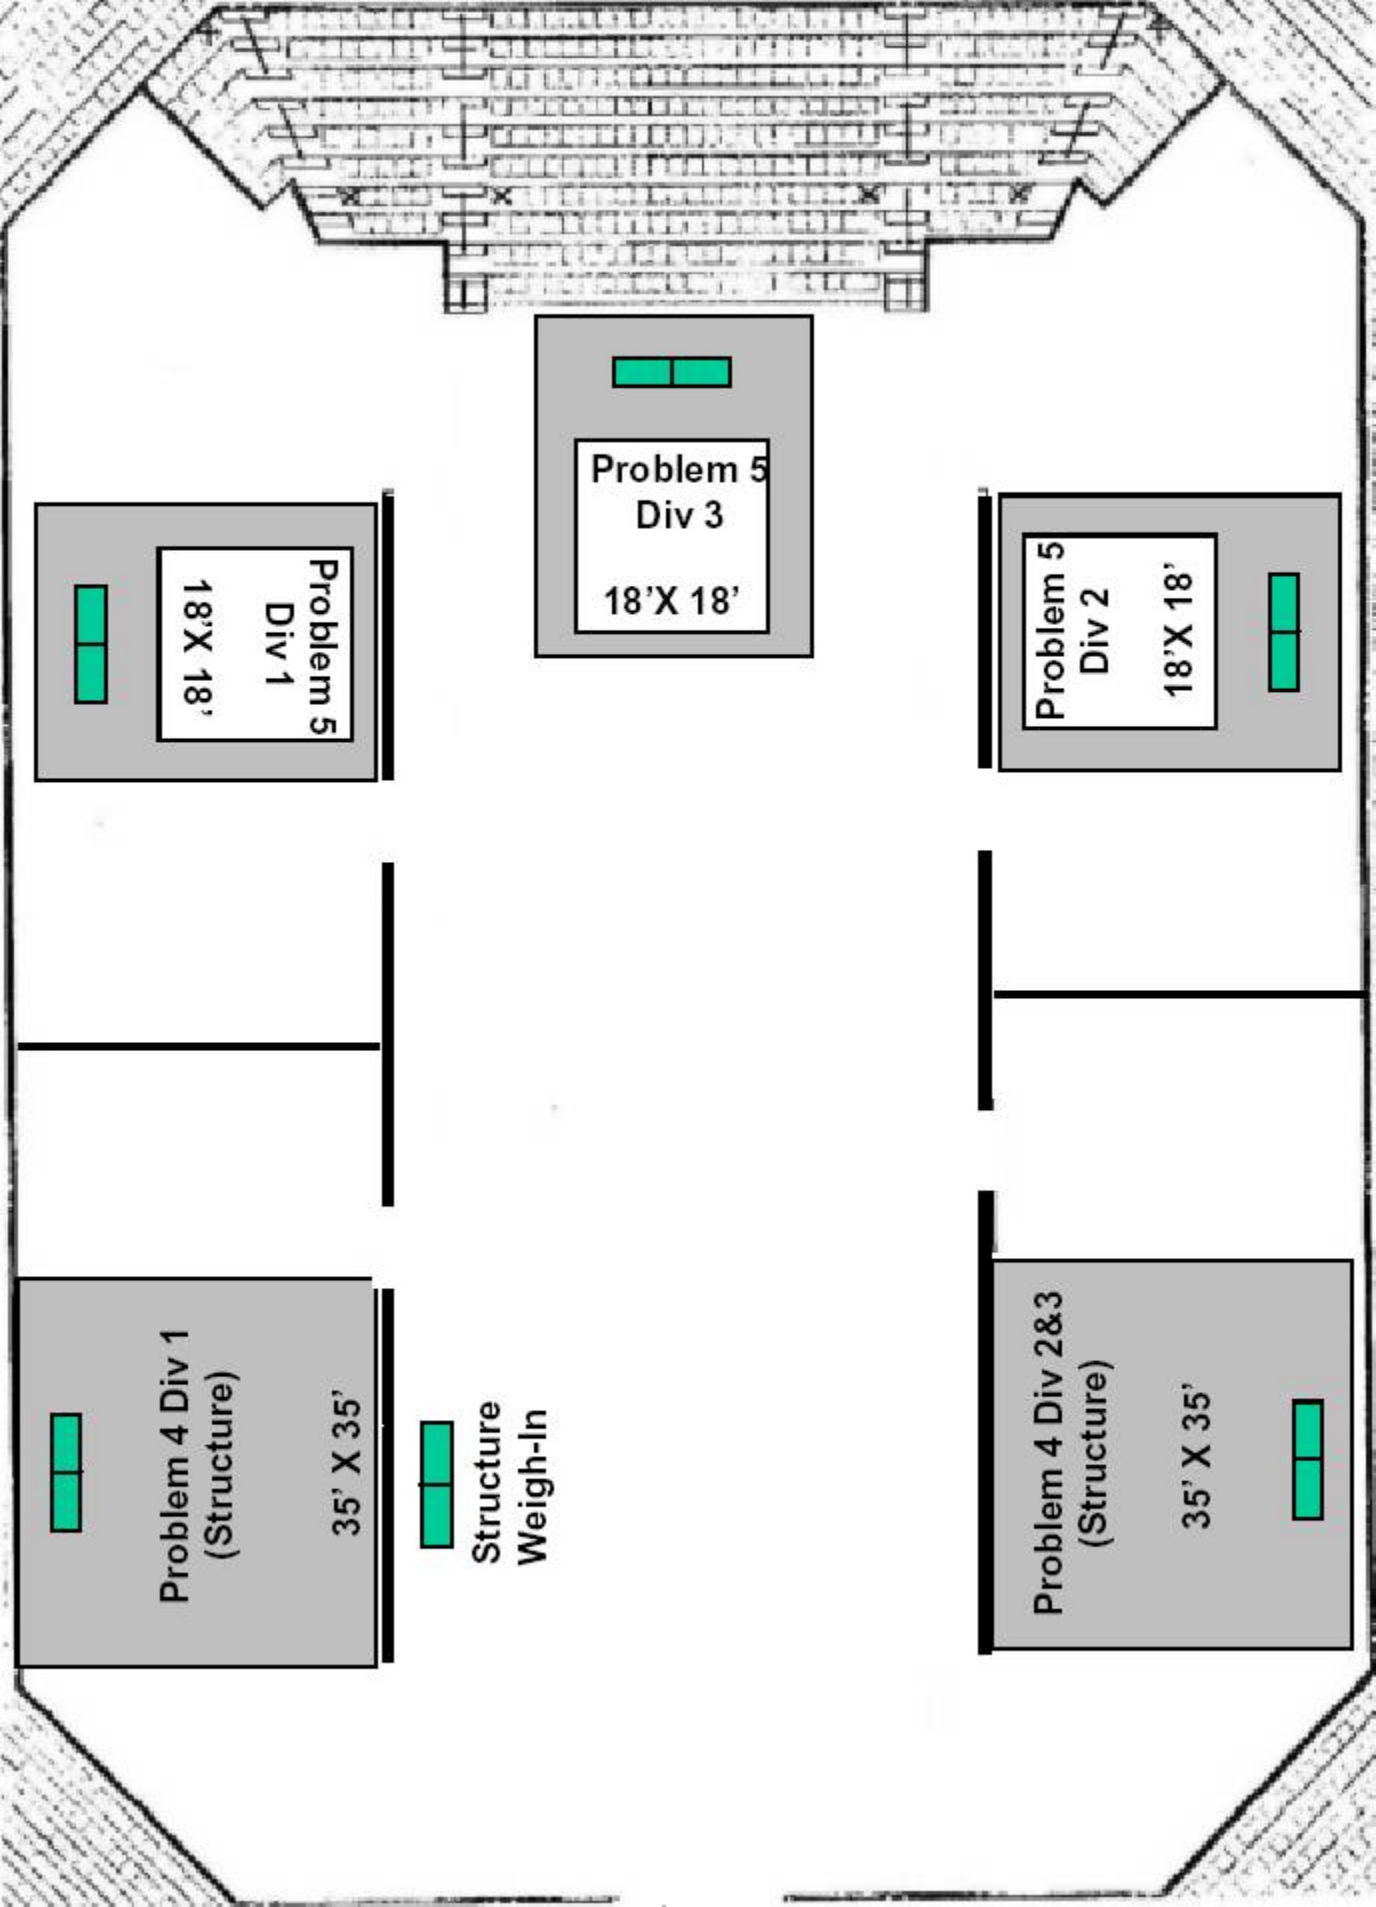 Problem 5
Div 3
18’X 18’
Problem 5
Div 1
18’X 18’
Problem 5
Div 2
18’X 18’
Problem 4 Div 1
(Structure)
35’ X 35’
Structure
Weigh-In
Problem 4 Div 2&3
(Structure)
35’ X 35’